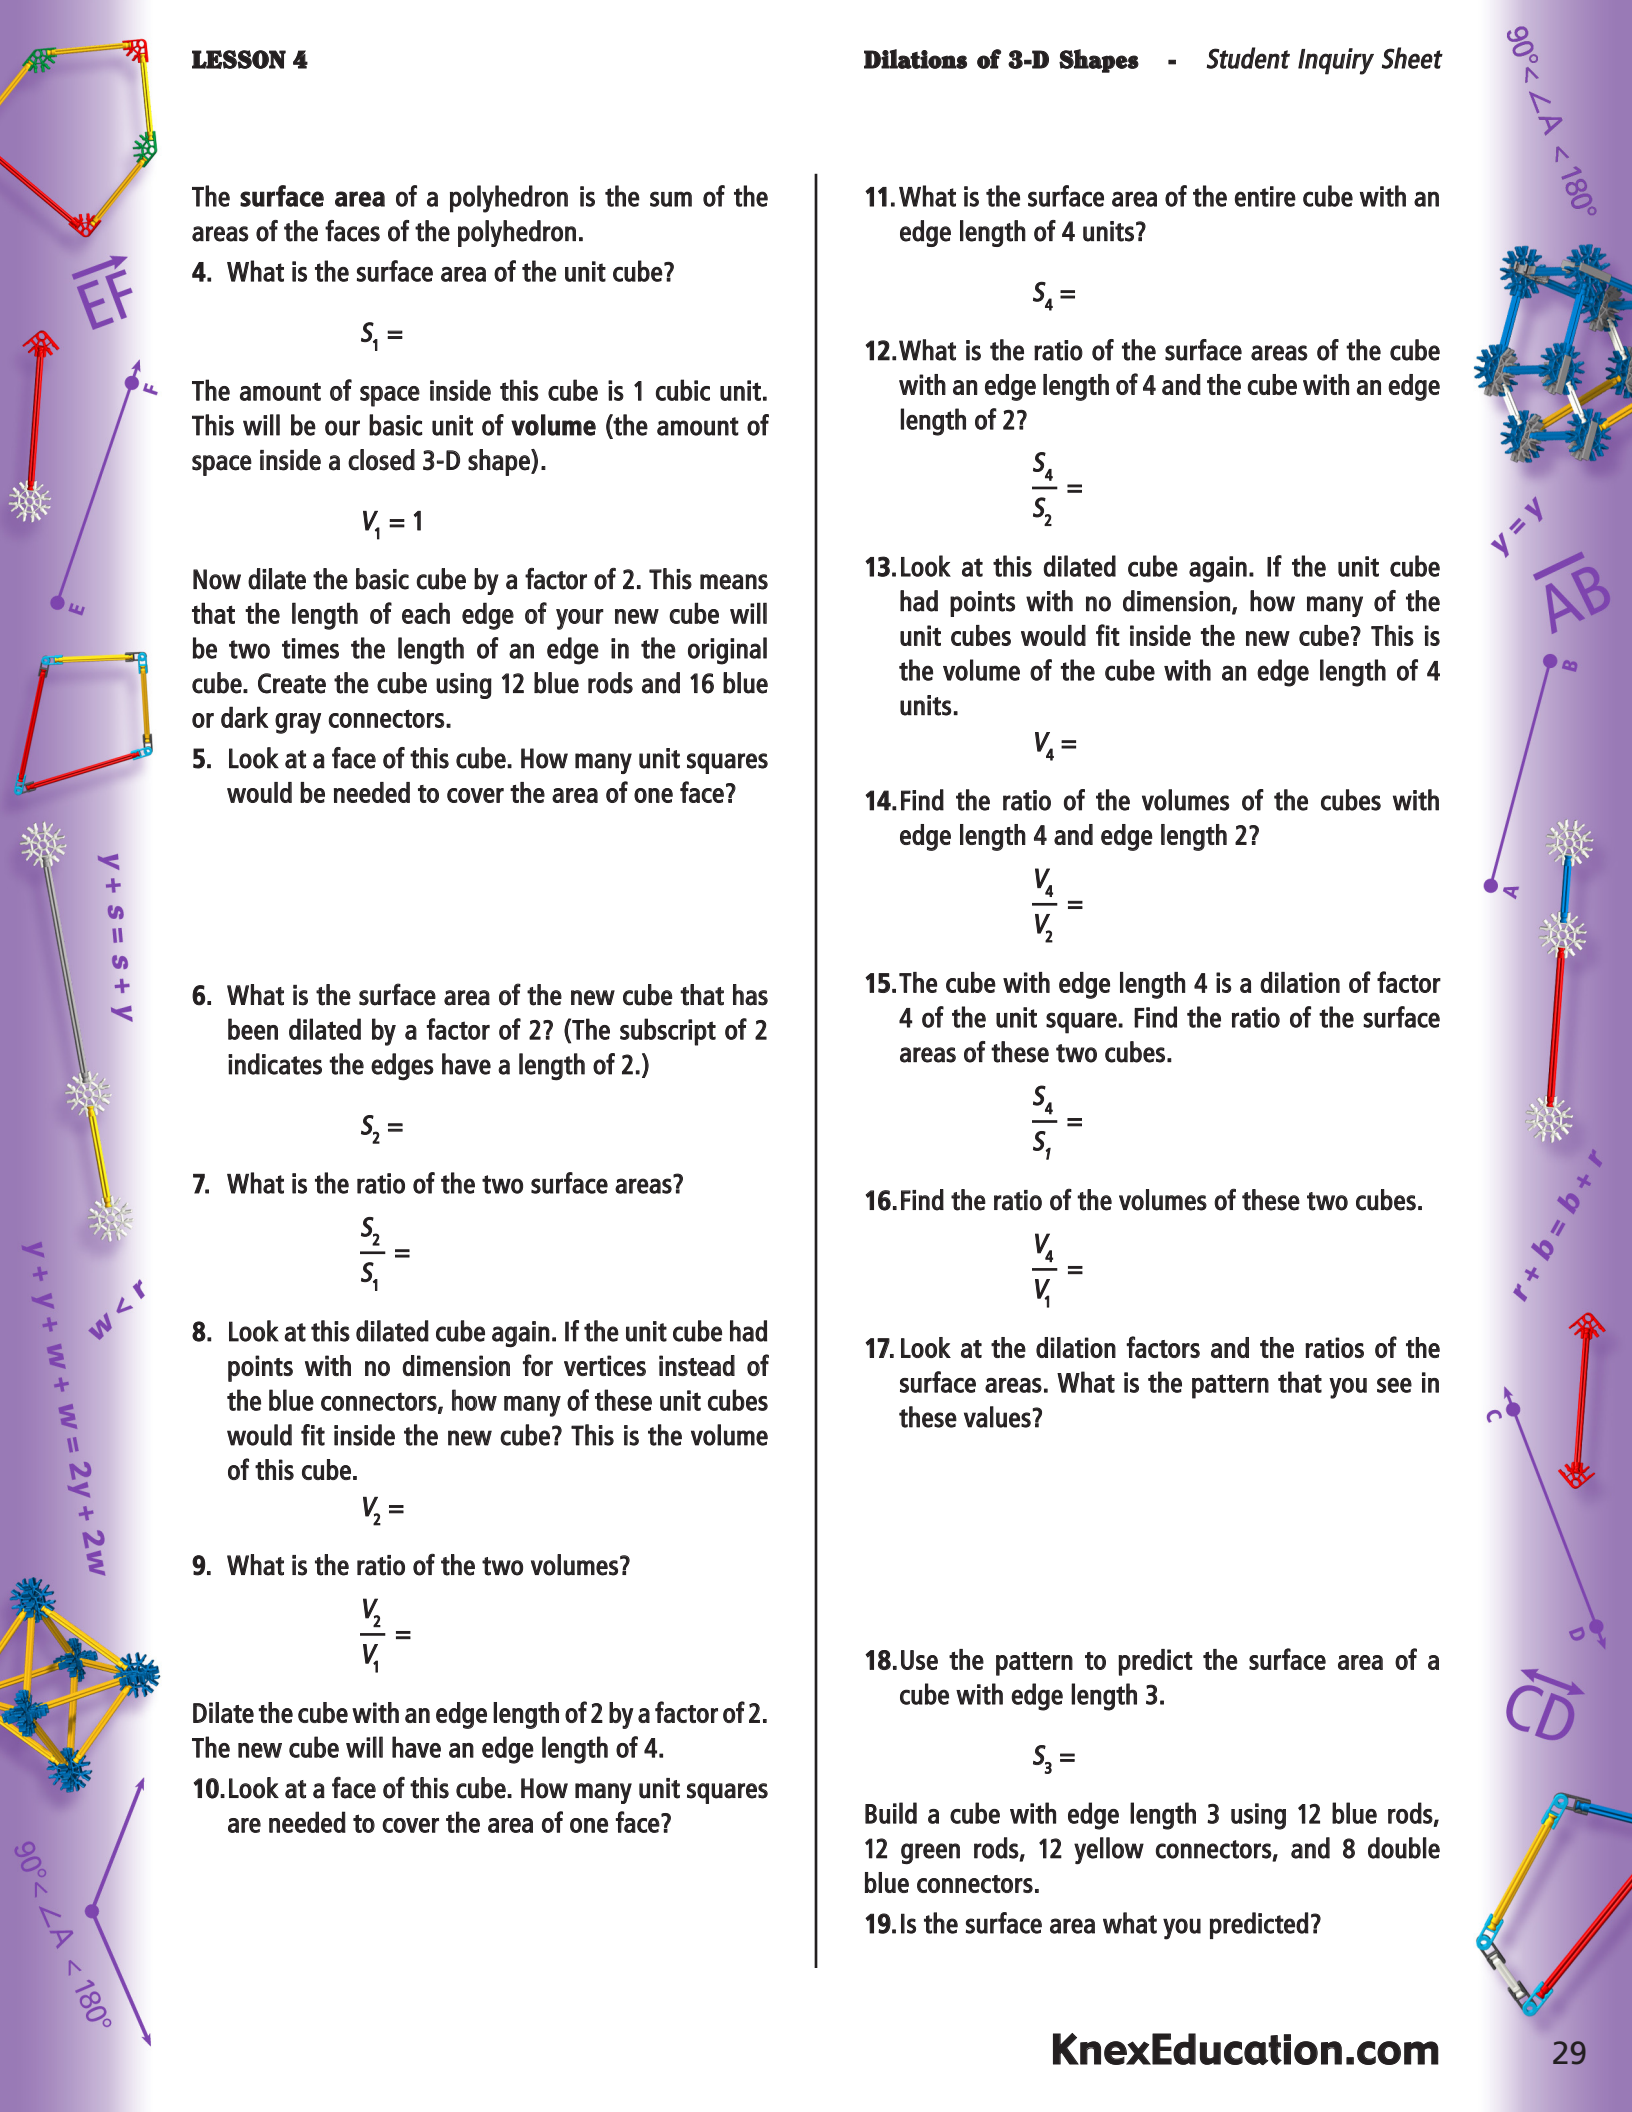 LESSON 4
Dilations of 3-D Shapes - Student Inquiry Sheet
The surface area of a polyhedron is the sum of the
areas of the faces of the polyhedron.
4. What is the surface area of the unit cube?
S1 =
The amount of space inside this cube is 1 cubic unit.
This will be our basic unit of volume (the amount of
space inside a closed 3-D shape).
V1 = 1
Now dilate the basic cube by a factor of 2. This means
that the length of each edge of your new cube will
be two times the length of an edge in the original
cube. Create the cube using 12 blue rods and 16 blue
or dark gray connectors.
5. Look at a face of this cube. How many unit squares
would be needed to cover the area of one face?
6. What is the surface area of the new cube that has
been dilated by a factor of 2? (The subscript of 2
indicates the edges have a length of 2.)
S2 =
7. What is the ratio of the two surface areas?
S2
=
S1
8. Look at this dilated cube again. If the unit cube had
points with no dimension for vertices instead of
the blue connectors, how many of these unit cubes
would fit inside the new cube? This is the volume
of this cube.
V2 =
9. What is the ratio of the two volumes?
V2
=
V1
Dilate the cube with an edge length of 2 by a factor of 2.
The new cube will have an edge length of 4.
10. Look at a face of this cube. How many unit squares
are needed to cover the area of one face?
11. What is the surface area of the entire cube with an
edge length of 4 units?
S4 =
12. What is the ratio of the surface areas of the cube
with an edge length of 4 and the cube with an edge
length of 2?
S4
=
S2
13. Look at this dilated cube again. If the unit cube
had points with no dimension, how many of the
unit cubes would fit inside the new cube? This is
the volume of the cube with an edge length of 4
units.
V4 =
14. Find the ratio of the volumes of the cubes with
edge length 4 and edge length 2?
V4
=
V2
15. The cube with edge length 4 is a dilation of factor
4 of the unit square. Find the ratio of the surface
areas of these two cubes.
S4
=
S1
16. Find the ratio of the volumes of these two cubes.
V4
=
V1
17. Look at the dilation factors and the ratios of the
surface areas. What is the pattern that you see in
these values?
18. Use the pattern to predict the surface area of a
cube with edge length 3.
S3 =
Build a cube with edge length 3 using 12 blue rods,
12 green rods, 12 yellow connectors, and 8 double
blue connectors.
19. Is the surface area what you predicted?
KnexEducation.com
29
EF
F
E
y + s = s + y
w < r
y + y + w + w = 2y + 2w
90° < ∠A < 180°
90° < ∠A < 180°
y = y
AB
B
A
r + b = b + r
C
D
CD